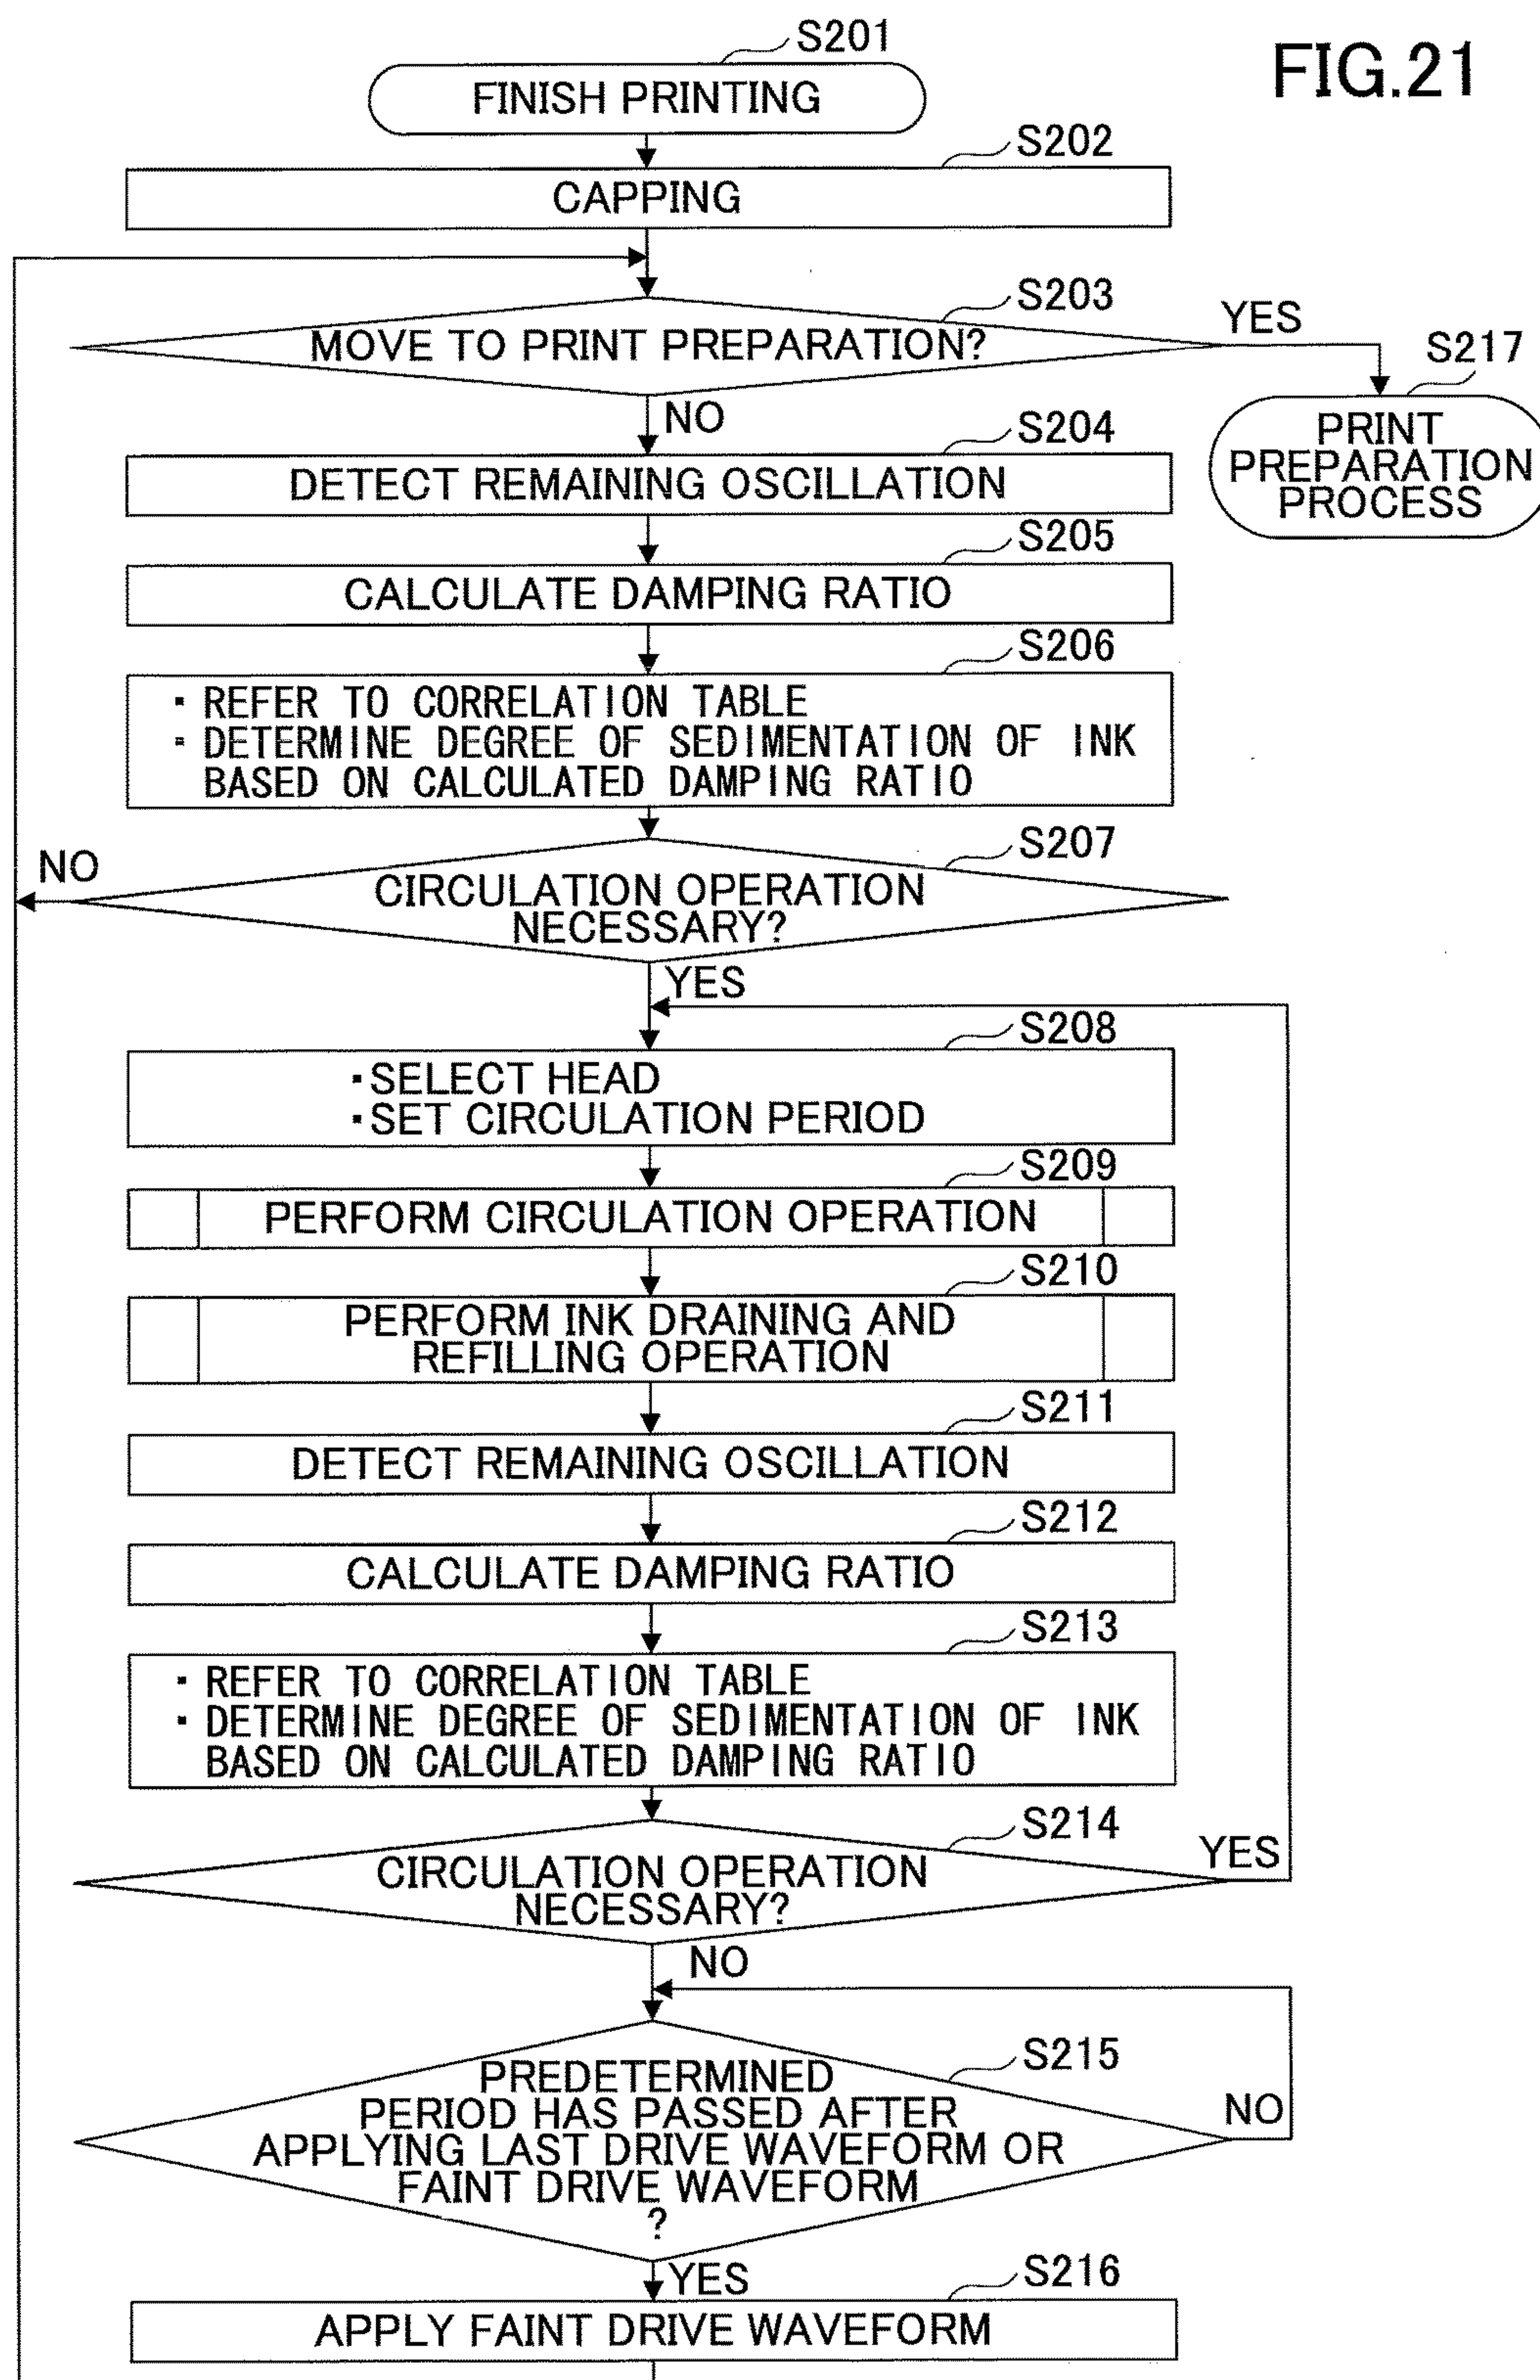 FIG.21
S201
FINISH PRINTING
S202
CAPPING
S203
MOVE TO PRINT PREPARATION?
YES
S217
PRINT
PREPARATION
PROCESS
NO
S204
DETECT REMAINING OSCILLATION
S205
CALCULATE DAMPING RATIO
S206
・REFER TO CORRELATION TABLE
・DETERMINE DEGREE OF SEDIMENTATION OF INK
BASED ON CALCULATED DAMPING RATIO
S207
NO
CIRCULATION OPERATION
NECESSARY?
YES
S208
・SELECT HEAD
・SET CIRCULATION PERIOD
S209
PERFORM CIRCULATION OPERATION
S210
PERFORM INK DRAINING AND
REFILLING OPERATION
S211
DETECT REMAINING OSCILLATION
S212
CALCULATE DAMPING RATIO
S213
・REFER TO CORRELATION TABLE
・DETERMINE DEGREE OF SEDIMENTATION OF INK
BASED ON CALCULATED DAMPING RATIO
S214
YES
CIRCULATION OPERATION
NECESSARY?
NO
S215
PREDETERMINED
PERIOD HAS PASSED AFTER
APPLYING LAST DRIVE WAVEFORM OR
FAINT DRIVE WAVEFORM
?
NO
YES
S216
APPLY FAINT DRIVE WAVEFORM